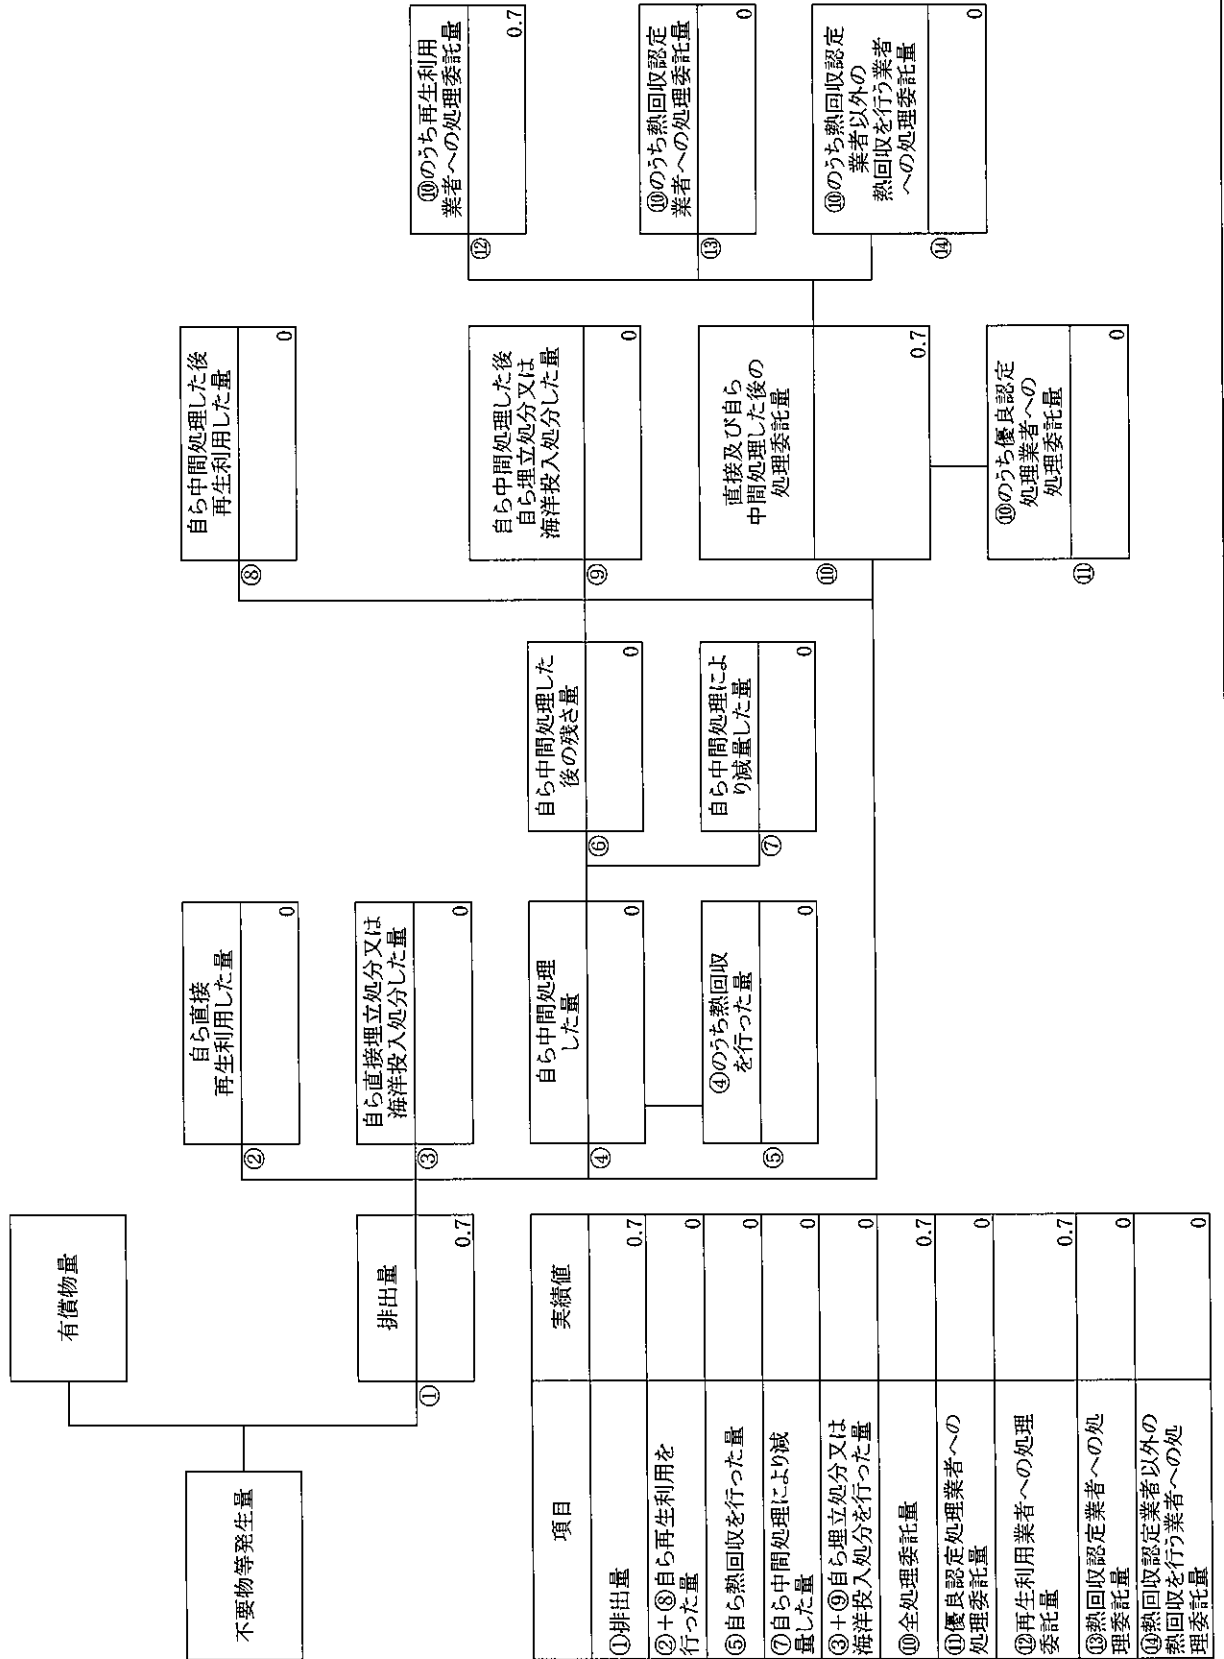 不要物等発生量
有償物量
①
排出量
0.7
②
自ら直接
再生利用した量
0
③
自ら直接埋立処分又は
海洋投入処分した量
0
④
自ら中間処理
した量
0
⑤
④のうち熱回収
を行った量
0
⑥
自ら中間処理した
後の残さ量
0
⑦
自ら中間処理によ
り減量した量
0
⑧
自ら中間処理した後
再生利用した量
0
⑨
自ら中間処理した後
自ら埋立処分又は
海洋投入処分した量
0
⑩
直接及び自ら
中間処理した後の
処理委託量
0.7
⑪
⑩のうち優良認定
処理業者への
処理委託量
0
⑫
⑩のうち再生利用
業者への処理委託量
0.7
⑬
⑩のうち熱回収認定
業者への処理委託量
0
⑭
⑩のうち熱回収認定
業者以外の
熱回収を行う業者
への処理委託量
0
項目
実績値
①排出量
0.7
②+⑧自ら再生利用を
行った量
0
⑤自ら熱回収を行った量
0
⑦自ら中間処理により減
量した量
0
③+⑨自ら埋立処分又は
海洋投入処分を行った量
0
⑩全処理委託量
0.7
⑪優良認定処理業者への
処理委託量
0
⑫再生利用業者への処理
委託量
0.7
⑬熱回収認定業者への処
理委託量
0
⑭熱回収認定業者以外の
熱回収を行う業者への処
理委託量
0